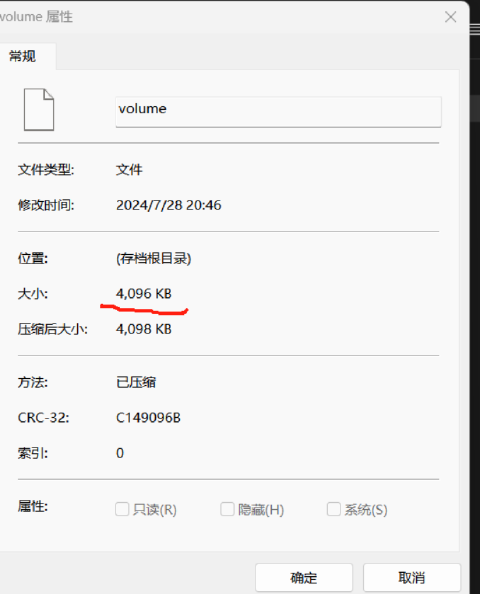 volume 属性
常规
volume
文件类型: 文件
修改时间: 2024/7/28 20:46
位置: (存档根目录)
大小: 4,096 KB
压缩后大小: 4,098 KB
方法: 已压缩
CRC-32: C149096B
索引: 0
属性: 只读(R) 隐藏(H) 系统(S)
确定 取消